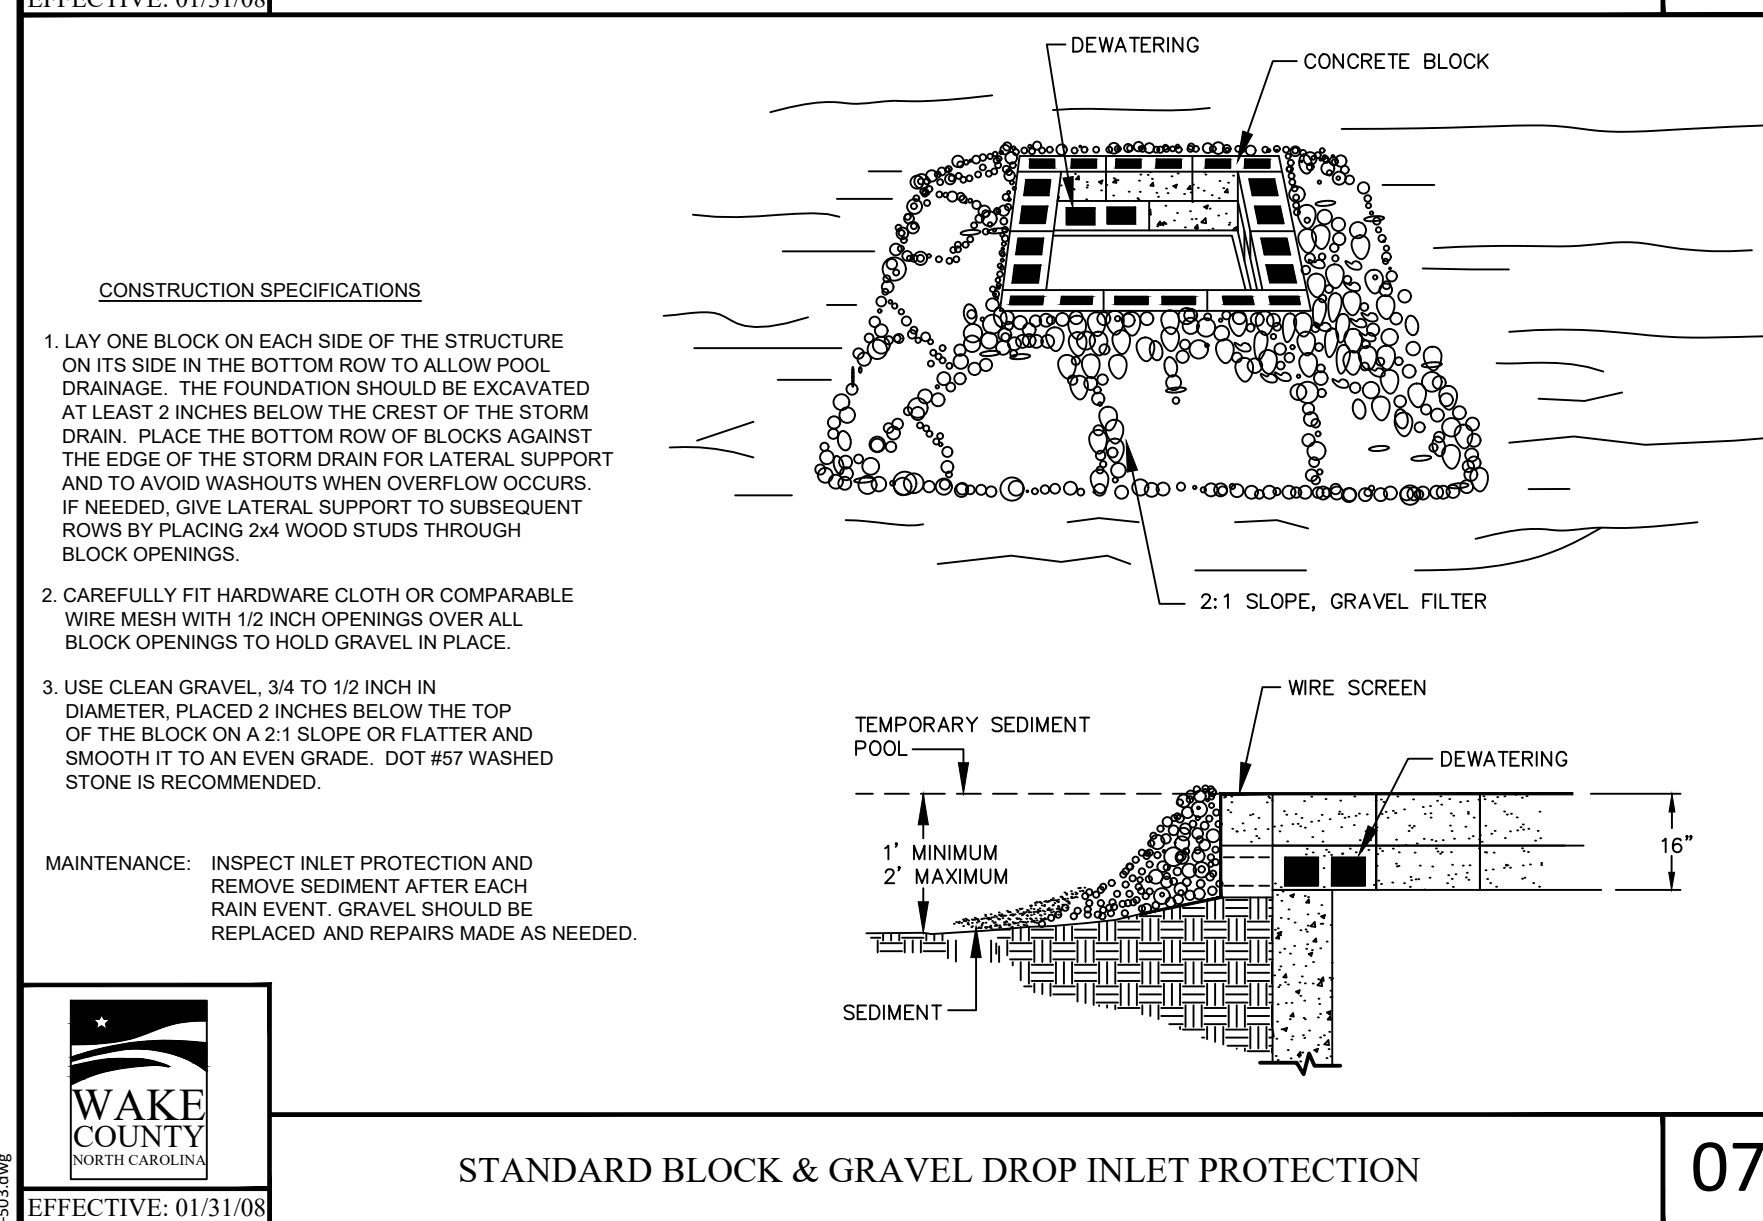 EFFECTIVE: 01/31/08
DEWATERING
CONCRETE BLOCK
2:1 SLOPE, GRAVEL FILTER
CONSTRUCTION SPECIFICATIONS
1. LAY ONE BLOCK ON EACH SIDE OF THE STRUCTURE
ON ITS SIDE IN THE BOTTOM ROW TO ALLOW POOL
DRAINAGE. THE FOUNDATION SHOULD BE EXCAVATED
AT LEAST 2 INCHES BELOW THE CREST OF THE STORM
DRAIN. PLACE THE BOTTOM ROW OF BLOCKS AGAINST
THE EDGE OF THE STORM DRAIN FOR LATERAL SUPPORT
AND TO AVOID WASHOUTS WHEN OVERFLOW OCCURS.
IF NEEDED, GIVE LATERAL SUPPORT TO SUBSEQUENT
ROWS BY PLACING 2x4 WOOD STUDS THROUGH
BLOCK OPENINGS.
2. CAREFULLY FIT HARDWARE CLOTH OR COMPARABLE
WIRE MESH WITH 1/2 INCH OPENINGS OVER ALL
BLOCK OPENINGS TO HOLD GRAVEL IN PLACE.
3. USE CLEAN GRAVEL, 3/4 TO 1/2 INCH IN
DIAMETER, PLACED 2 INCHES BELOW THE TOP
OF THE BLOCK ON A 2:1 SLOPE OR FLATTER AND
SMOOTH IT TO AN EVEN GRADE. DOT #57 WASHED
STONE IS RECOMMENDED.
MAINTENANCE: INSPECT INLET PROTECTION AND
REMOVE SEDIMENT AFTER EACH
RAIN EVENT. GRAVEL SHOULD BE
REPLACED AND REPAIRS MADE AS NEEDED.
WIRE SCREEN
TEMPORARY SEDIMENT
POOL
DEWATERING
1' MINIMUM
2' MAXIMUM
16"
SEDIMENT
WAKE
COUNTY
NORTH CAROLINA
EFFECTIVE: 01/31/08
STANDARD BLOCK & GRAVEL DROP INLET PROTECTION
07
-S03.dwg